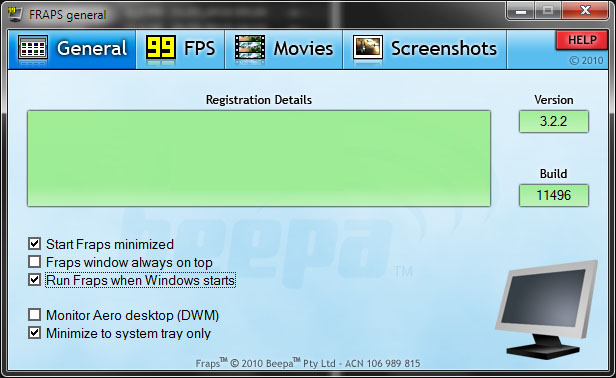 FRAPS general
General
99
FPS
Movies
Screenshots
HELP
© 2010
Registration Details
Version
3.2.2
Build
11496
beepa™
Start Fraps minimized
Fraps window always on top
Run Fraps when Windows starts
Monitor Aero desktop (DWM)
Minimize to system tray only
Fraps™ © 2010 Beepa™ Pty Ltd - ACN 106 989 815